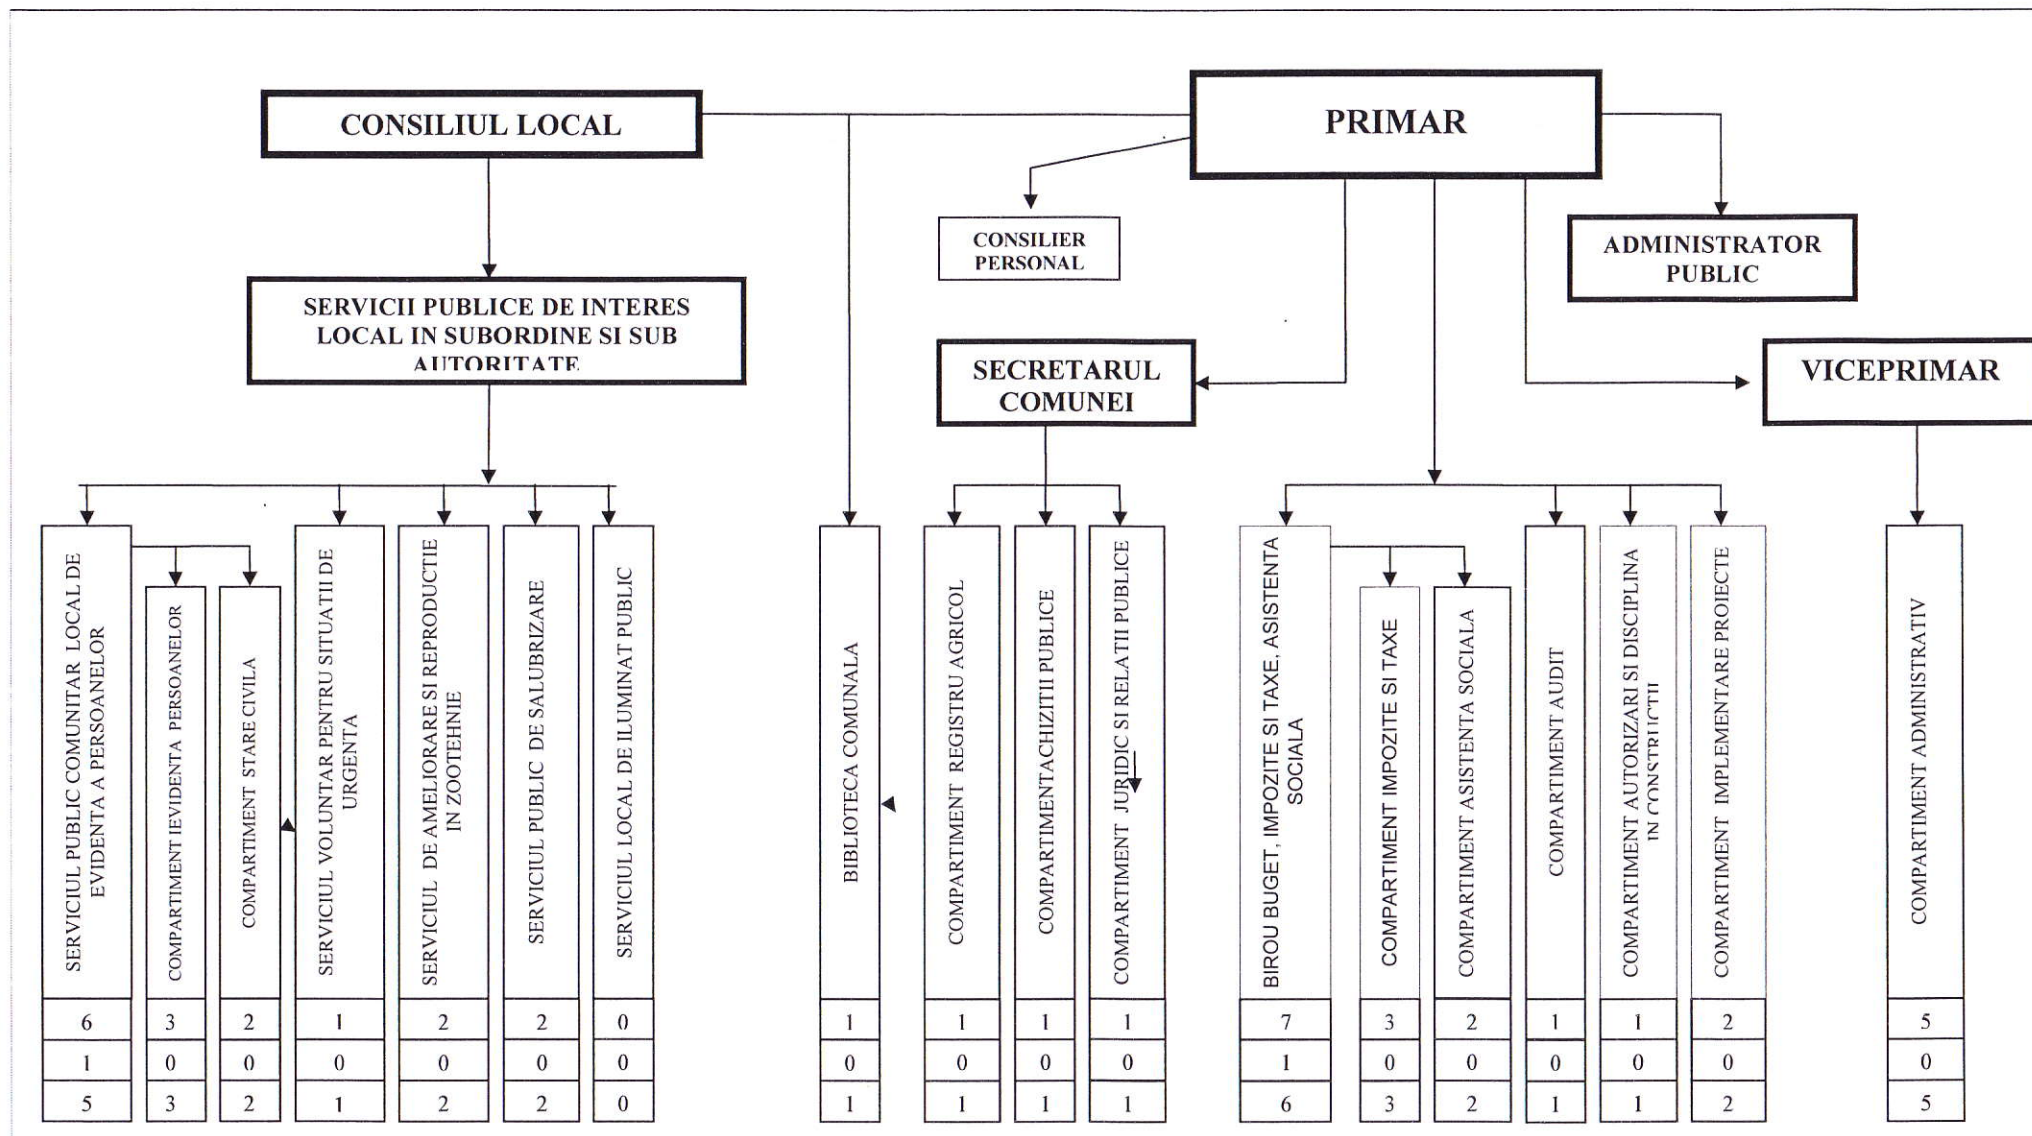 CONSILIUL LOCAL
PRIMAR
CONSILIER
PERSONAL
ADMINISTRATOR
PUBLIC
SERVICII PUBLICE DE INTERES
LOCAL IN SUBORDINE SI SUB
AUTORITATE
SECRETARUL
COMUNEI
VICEPRIMAR
SERVICIUL PUBLIC COMUNITAR LOCAL DE
EVIDENTA A PERSOANELOR
COMPARTIMENT IEVIDENTA PERSOANELOR
COMPARTIMENT STARE CIVILA
SERVICIUL VOLUNTAR PENTRU SITUATII DE
URGENTA
SERVICIUL DE AMELIORARE SI REPRODUCTIE
IN ZOOTEHNIE
SERVICIUL PUBLIC DE SALUBRIZARE
SERVICIUL LOCAL DE ILUMINAT PUBLIC
BIBLIOTECA COMUNALA
COMPARTIMENT REGISTRU AGRICOL
COMPARTIMENTACHIZITII PUBLICE
COMPARTIMENT JURIDIC SI RELATII PUBLICE
BIROU BUGET, IMPOZITE SI TAXE, ASISTENTA
SOCIALA
COMPARTIMENT IMPOZITE SI TAXE
COMPARTIMENT ASISTENTA SOCIALA
COMPARTIMENT AUDIT
COMPARTIMENT AUTORIZARI SI DISCIPLINA
IN CONSTRUCTII
COMPARTIMENT IMPLEMENTARE PROIECTE
COMPARTIMENT ADMINISTRATIV
6 3 2 1 2 2 0 1 1 1 1 7 3 2 1 1 2 5
1 0 0 0 0 0 0 0 0 0 0 1 0 0 0 0 0 0
5 3 2 1 2 2 0 1 1 1 1 6 3 2 1 1 2 5